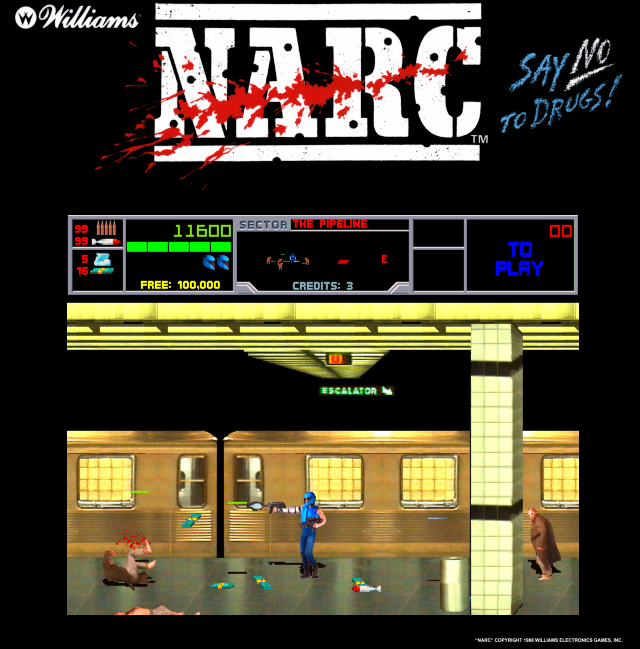 Williams
NARC
TM
SAY NO
TO DRUGS!
99
99
5
16
11600
FREE: 100,000
SECTOR THE PIPELINE
E
CREDITS: 3
00
TO
PLAY
ESCALATOR
"NARC" COPYRIGHT 1988 WILLIAMS ELECTRONICS GAMES, INC.